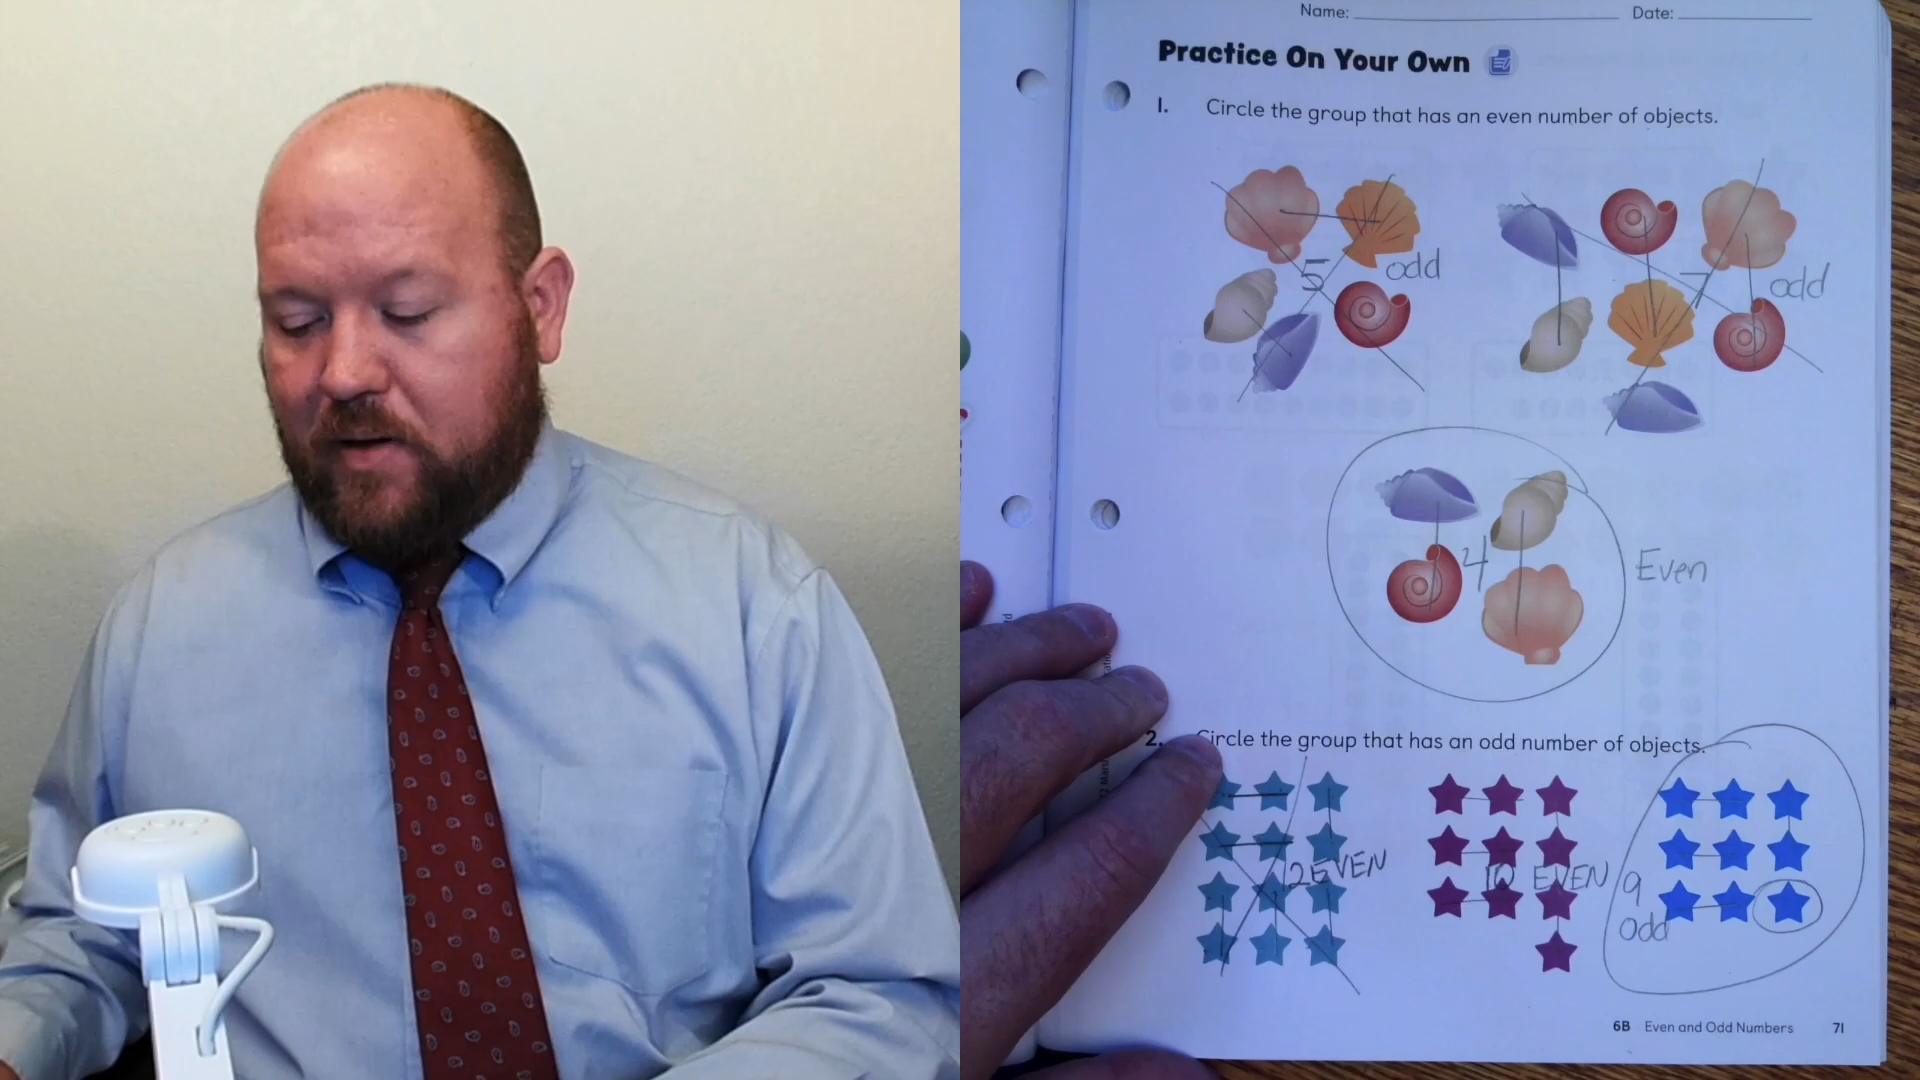 Name: Date:
Practice On Your Own
1. Circle the group that has an even number of objects.
5 odd
7 odd
4 Even
2. Circle the group that has an odd number of objects.
12 EVEN
10 EVEN
9
odd
6B Even and Odd Numbers 71